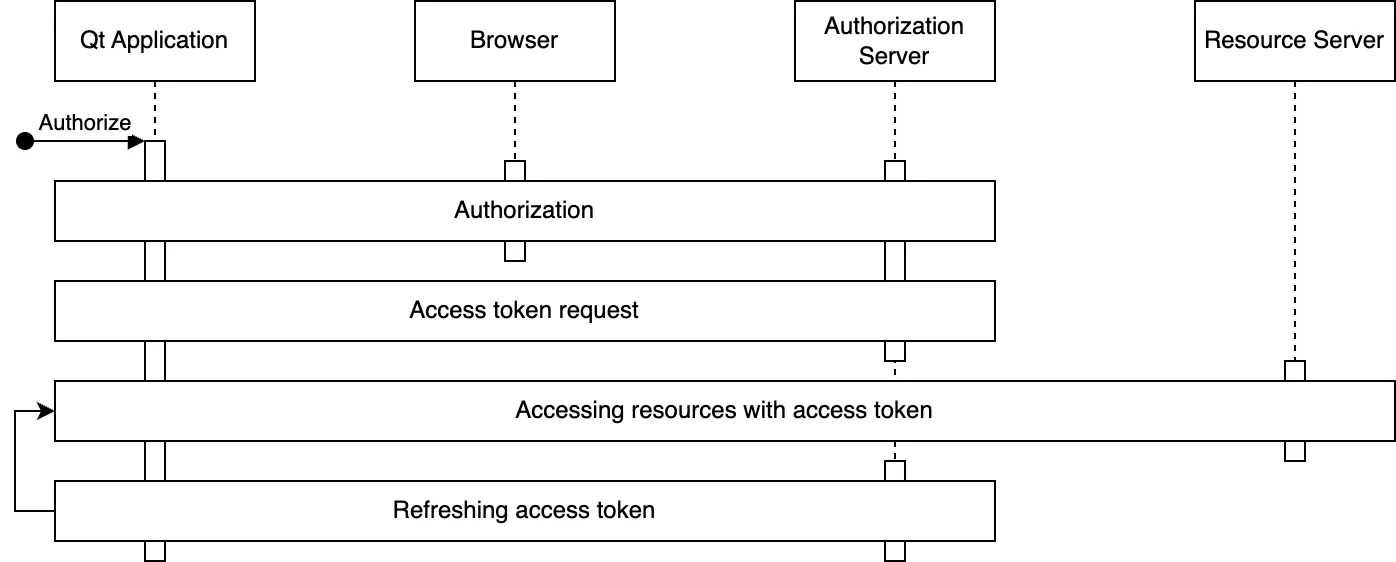 Qt Application
Browser
Authorization
Server
Resource Server
Authorize
Authorization
Access token request
Accessing resources with access token
Refreshing access token